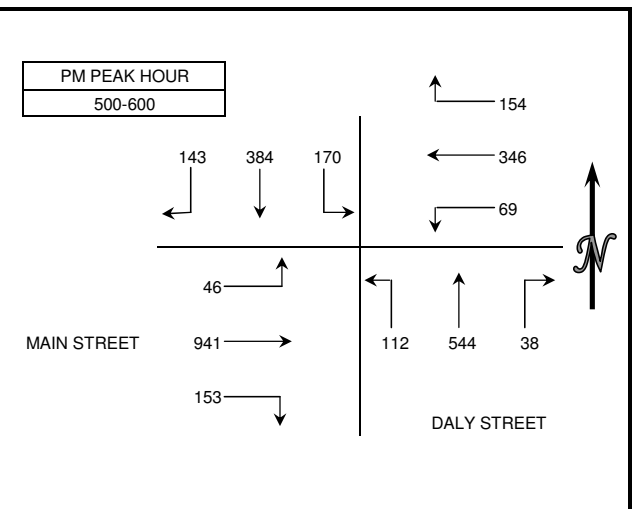 PM PEAK HOUR
500-600
154
143 384 170
346
69
46
MAIN STREET 941
112 544 38
153
DALY STREET
N